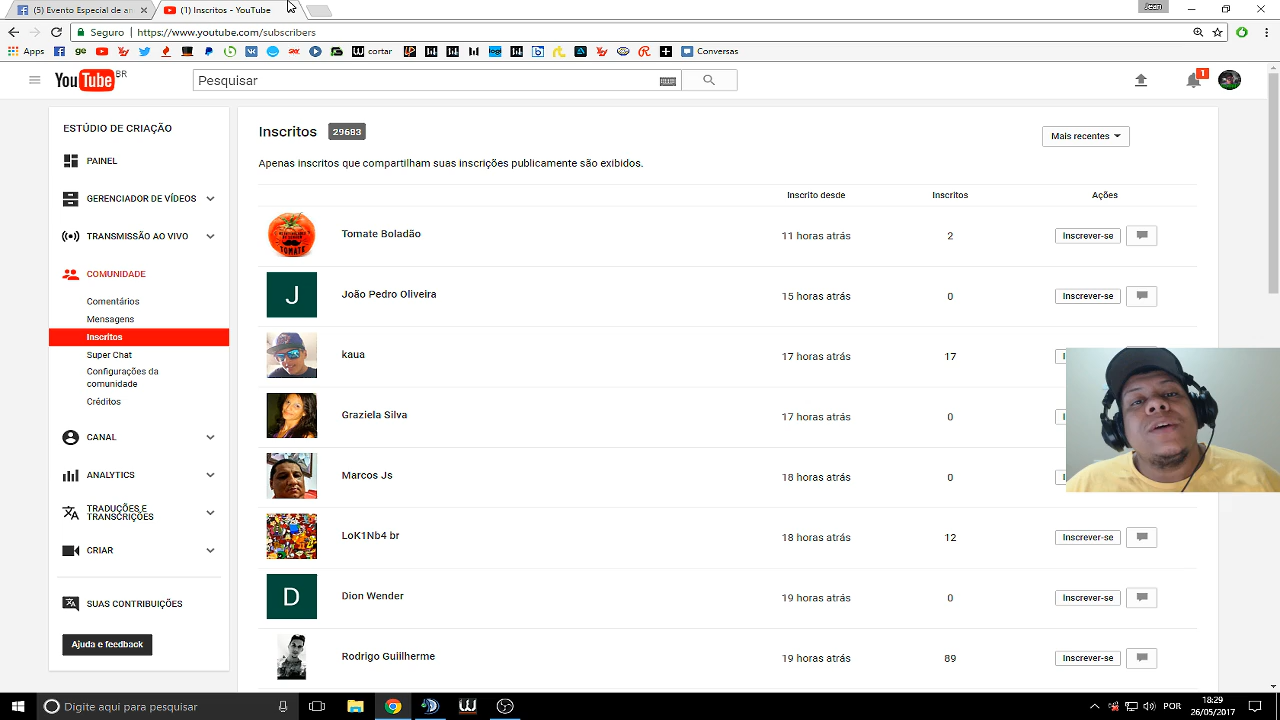 (5) Evento Especial de an
(1) Inscritos - YouTube
Jean
Seguro
https://www.youtube.com/subscribers
Apps
ge
cortar
Conversas
YouTube BR
Pesquisar
1
ESTÚDIO DE CRIAÇÃO
PAINEL
GERENCIADOR DE VÍDEOS
TRANSMISSÃO AO VIVO
COMUNIDADE
Comentários
Mensagens
Inscritos
Super Chat
Configurações da
comunidade
Créditos
CANAL
ANALYTICS
TRADUÇÕES E
TRANSCRIÇÕES
CRIAR
SUAS CONTRIBUIÇÕES
Ajuda e feedback
Inscritos 29683
Mais recentes
Apenas inscritos que compartilham suas inscrições publicamente são exibidos.
Inscrito desde Inscritos Ações
TOMATE
Tomate Boladão 11 horas atrás 2 Inscrever-se
J João Pedro Oliveira 15 horas atrás 0 Inscrever-se
kaua 17 horas atrás 17
Graziela Silva 17 horas atrás 0
Marcos Js 18 horas atrás 0
LoK1Nb4 br 18 horas atrás 12 Inscrever-se
D Dion Wender 19 horas atrás 0 Inscrever-se
Rodrigo Guiilherme 19 horas atrás 89 Inscrever-se
Digite aqui para pesquisar
POR
18:29
26/05/2017